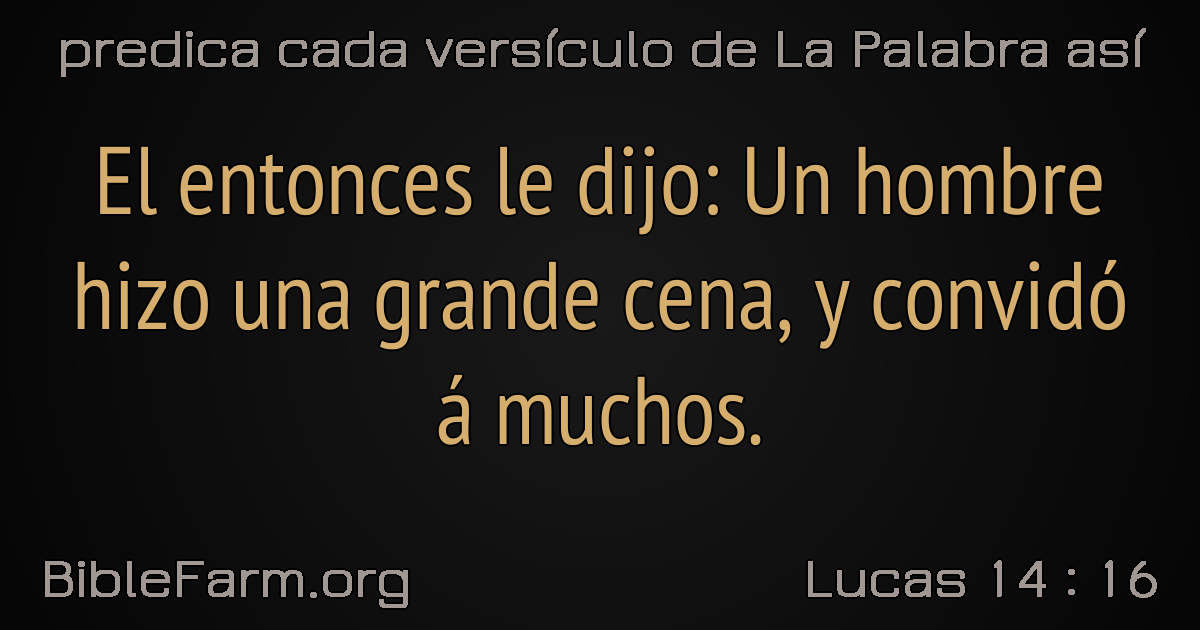 predica cada versículo de La Palabra así
El entonces le dijo: Un hombre
hizo una grande cena, y convidó
á muchos.
BibleFarm.org
Lucas 14 : 16